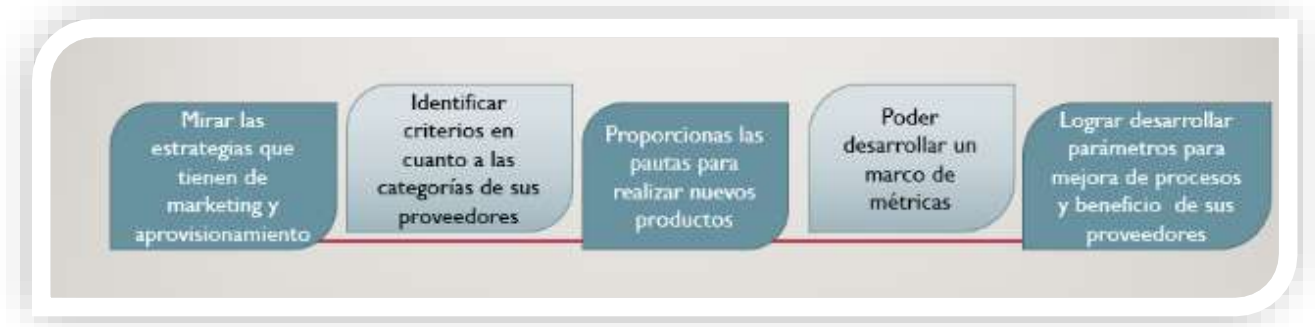 Mirar las
estrategias que
tienen de
marketing y
aprovisionamiento
Identificar
criterios en
cuanto a las
categorías de sus
proveedores
Proporcionas las
pautas para
realizar nuevos
productos
Poder
desarrollar un
marco de
métricas
Lograr desarrollar
parámetros para
mejora de procesos
y beneficio de sus
proveedores